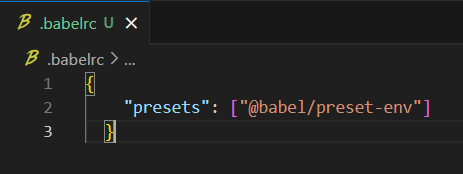 .babelrc U ×
.babelrc > ...
1 {
2     "presets": ["@babel/preset-env"]
3   }